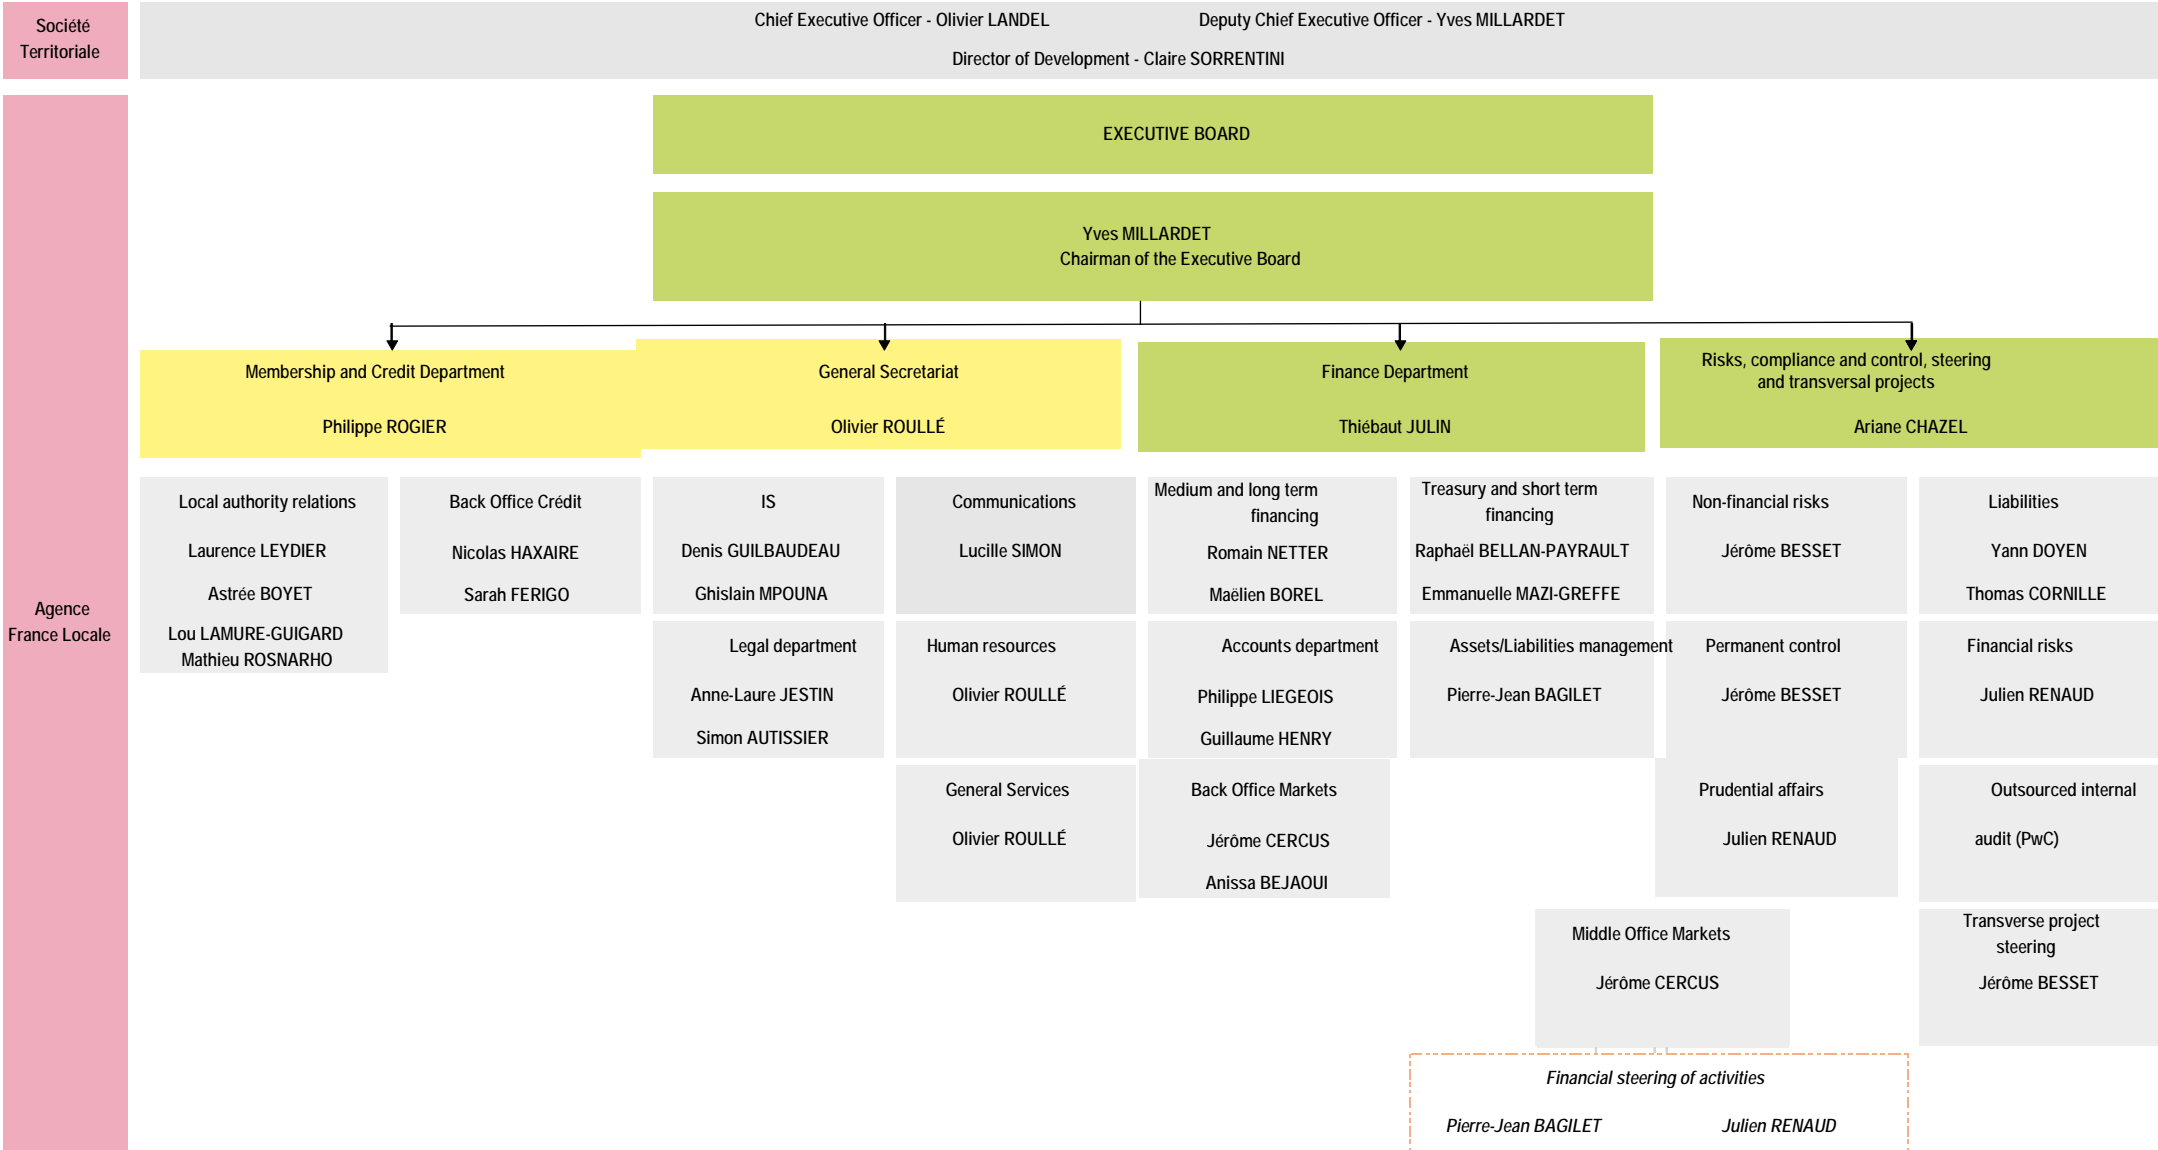 Société
Territoriale
Chief Executive Officer - Olivier LANDEL
Deputy Chief Executive Officer - Yves MILLARDET
Director of Development - Claire SORRENTINI
Agence
France Locale
EXECUTIVE BOARD
Yves MILLARDET
Chairman of the Executive Board
Membership and Credit Department
Philippe ROGIER
General Secretariat
Olivier ROULLÉ
Finance Department
Thiébaut JULIN
Risks, compliance and control, steering
and transversal projects
Ariane CHAZEL
Local authority relations
Laurence LEYDIER
Astrée BOYET
Lou LAMURE-GUIGARD
Mathieu ROSNARHO
Back Office Crédit
Nicolas HAXAIRE
Sarah FERIGO
IS
Denis GUILBAUDEAU
Ghislain MPOUNA
Communications
Lucille SIMON
Medium and long term
financing
Romain NETTER
Maëlien BOREL
Treasury and short term
financing
Raphaël BELLAN-PAYRAULT
Emmanuelle MAZI-GREFFE
Non-financial risks
Jérôme BESSET
Liabilities
Yann DOYEN
Thomas CORNILLE
Legal department
Anne-Laure JESTIN
Simon AUTISSIER
Human resources
Olivier ROULLÉ
Accounts department
Philippe LIEGEOIS
Guillaume HENRY
Assets/Liabilities management
Pierre-Jean BAGILET
Permanent control
Jérôme BESSET
Financial risks
Julien RENAUD
General Services
Olivier ROULLÉ
Back Office Markets
Jérôme CERCUS
Anissa BEJAOUI
Prudential affairs
Julien RENAUD
Outsourced internal
audit (PwC)
Middle Office Markets
Jérôme CERCUS
Transverse project
steering
Jérôme BESSET
Financial steering of activities
Pierre-Jean BAGILET
Julien RENAUD